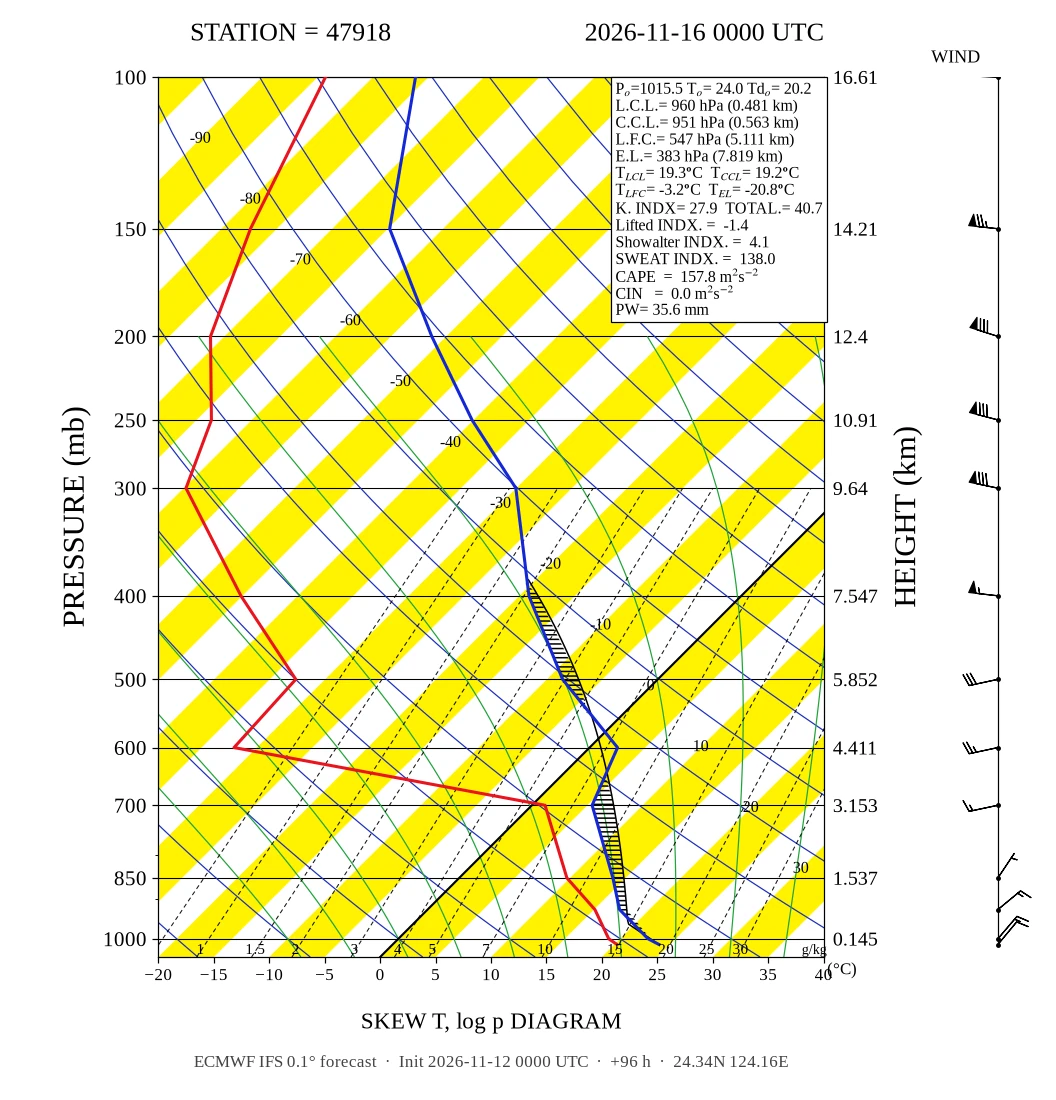 STATION = 47918 2026-11-16 0000 UTC
WIND
100 16.61
Pₒ=1015.5 Tₒ= 24.0 Tdₒ= 20.2
L.C.L.= 960 hPa (0.481 km)
C.C.L.= 951 hPa (0.563 km)
L.F.C.= 547 hPa (5.111 km)
E.L.= 383 hPa (7.819 km)
T_LCL= 19.3°C T_CCL= 19.2°C
T_LFC= -3.2°C T_EL= -20.8°C
K. INDX= 27.9 TOTAL.= 40.7
Lifted INDX. = -1.4
Showalter INDX. = 4.1
SWEAT INDX. = 138.0
CAPE = 157.8 m²s⁻²
CIN = 0.0 m²s⁻²
PW= 35.6 mm
-90
-80
150 14.21
-70
-60
200 12.4
-50
250 10.91
-40
300 9.64
-30
-20
400 7.547
-10
500 5.852
0
10
600 4.411
700 20 3.153
30
850 1.537
1000 0.145
1 1.5 2 3 4 5 7 10 15 20 25 30 g/kg
−20 −15 −10 −5 0 5 10 15 20 25 30 35 40 (°C)
PRESSURE (mb)
HEIGHT (km)
SKEW T, log p DIAGRAM
ECMWF IFS 0.1° forecast · Init 2026-11-12 0000 UTC · +96 h · 24.34N 124.16E